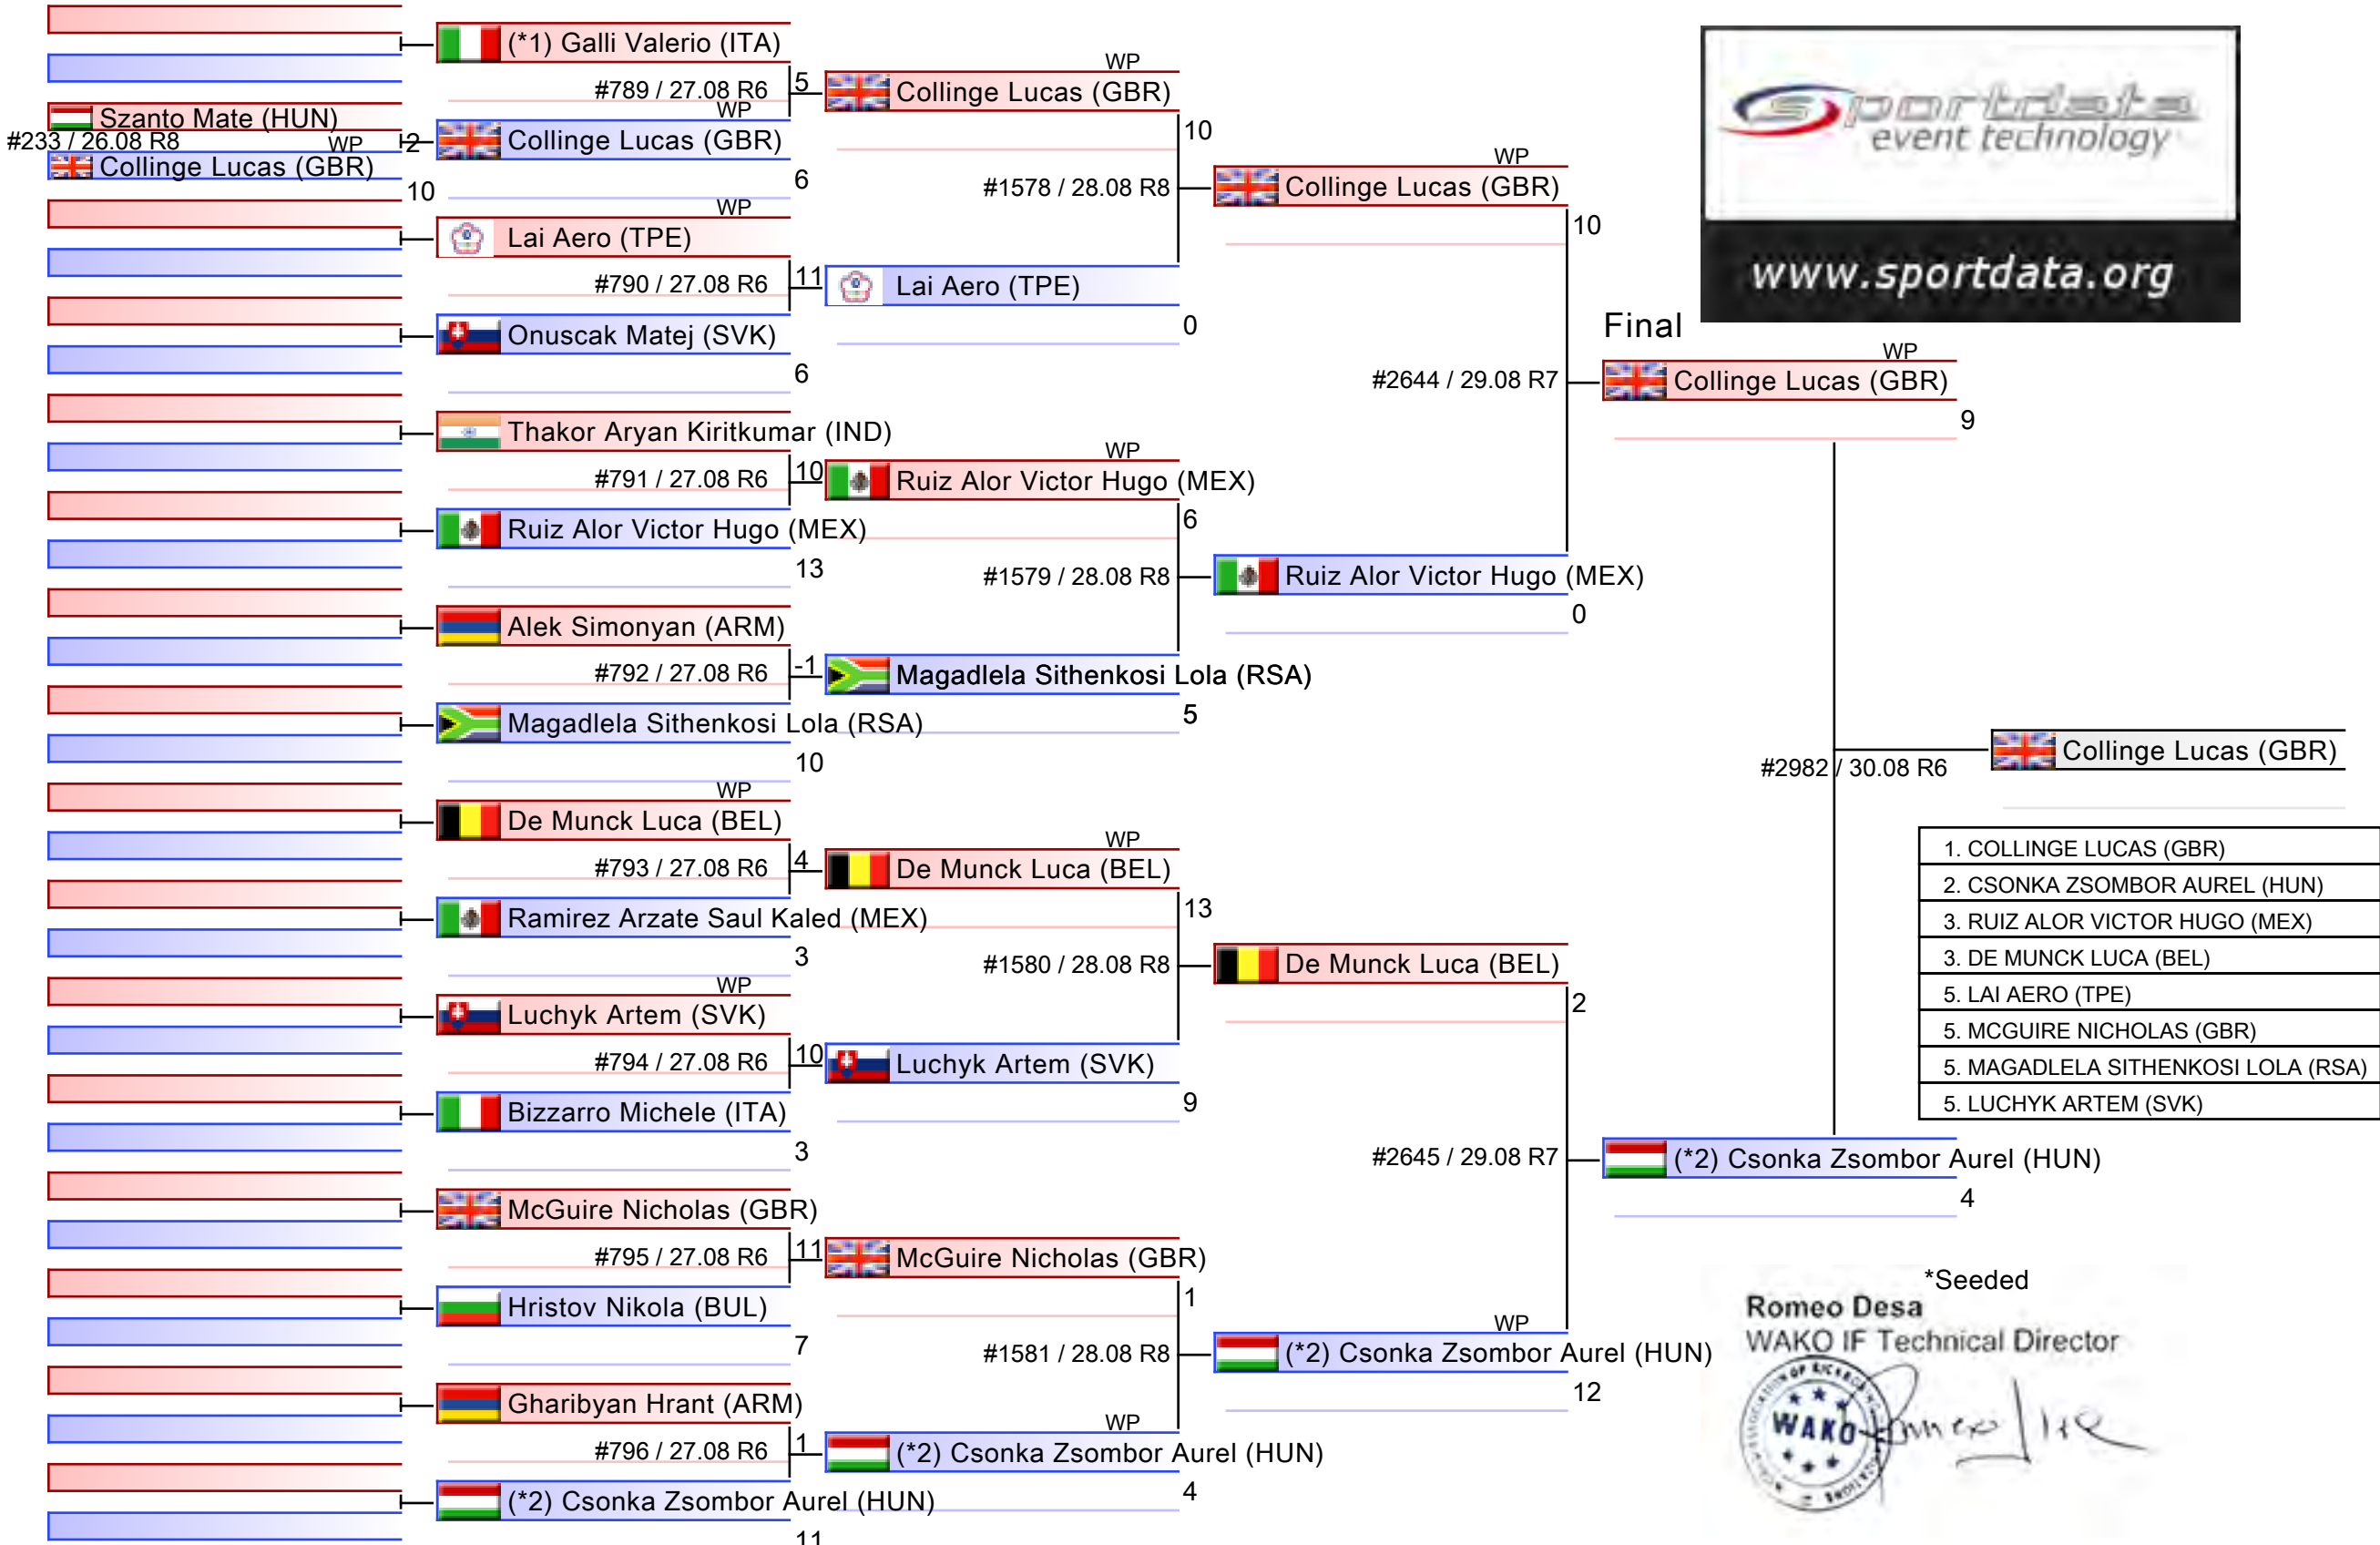 Szanto Mate (HUN)
2
#233 / 26.08 R8
WP
Collinge Lucas (GBR)
10
(*1) Galli Valerio (ITA)
5
#789 / 27.08 R6
WP
Collinge Lucas (GBR)
6
WP
Lai Aero (TPE)
11
#790 / 27.08 R6
Onuscak Matej (SVK)
6
Thakor Aryan Kiritkumar (IND)
10
#791 / 27.08 R6
Ruiz Alor Victor Hugo (MEX)
13
Alek Simonyan (ARM)
-1
#792 / 27.08 R6
Magadlela Sithenkosi Lola (RSA)
10
WP
De Munck Luca (BEL)
4
#793 / 27.08 R6
Ramirez Arzate Saul Kaled (MEX)
3
WP
Luchyk Artem (SVK)
10
#794 / 27.08 R6
Bizzarro Michele (ITA)
3
McGuire Nicholas (GBR)
11
#795 / 27.08 R6
Hristov Nikola (BUL)
7
Gharibyan Hrant (ARM)
1
#796 / 27.08 R6
(*2) Csonka Zsombor Aurel (HUN)
11
WP
Collinge Lucas (GBR)
10
#1578 / 28.08 R8
Lai Aero (TPE)
0
WP
Ruiz Alor Victor Hugo (MEX)
6
#1579 / 28.08 R8
Magadlela Sithenkosi Lola (RSA)
5
WP
De Munck Luca (BEL)
13
#1580 / 28.08 R8
Luchyk Artem (SVK)
9
McGuire Nicholas (GBR)
1
#1581 / 28.08 R8
WP
(*2) Csonka Zsombor Aurel (HUN)
4
WP
Collinge Lucas (GBR)
10
#2644 / 29.08 R7
Ruiz Alor Victor Hugo (MEX)
0
De Munck Luca (BEL)
2
#2645 / 29.08 R7
WP
(*2) Csonka Zsombor Aurel (HUN)
12
sportdata
event technology
www.sportdata.org
Final
WP
Collinge Lucas (GBR)
9
#2982 / 30.08 R6
(*2) Csonka Zsombor Aurel (HUN)
4
Collinge Lucas (GBR)
1. COLLINGE LUCAS (GBR)
2. CSONKA ZSOMBOR AUREL (HUN)
3. RUIZ ALOR VICTOR HUGO (MEX)
3. DE MUNCK LUCA (BEL)
5. LAI AERO (TPE)
5. MCGUIRE NICHOLAS (GBR)
5. MAGADLELA SITHENKOSI LOLA (RSA)
5. LUCHYK ARTEM (SVK)
*Seeded
Romeo Desa
WAKO IF Technical Director
WAKO